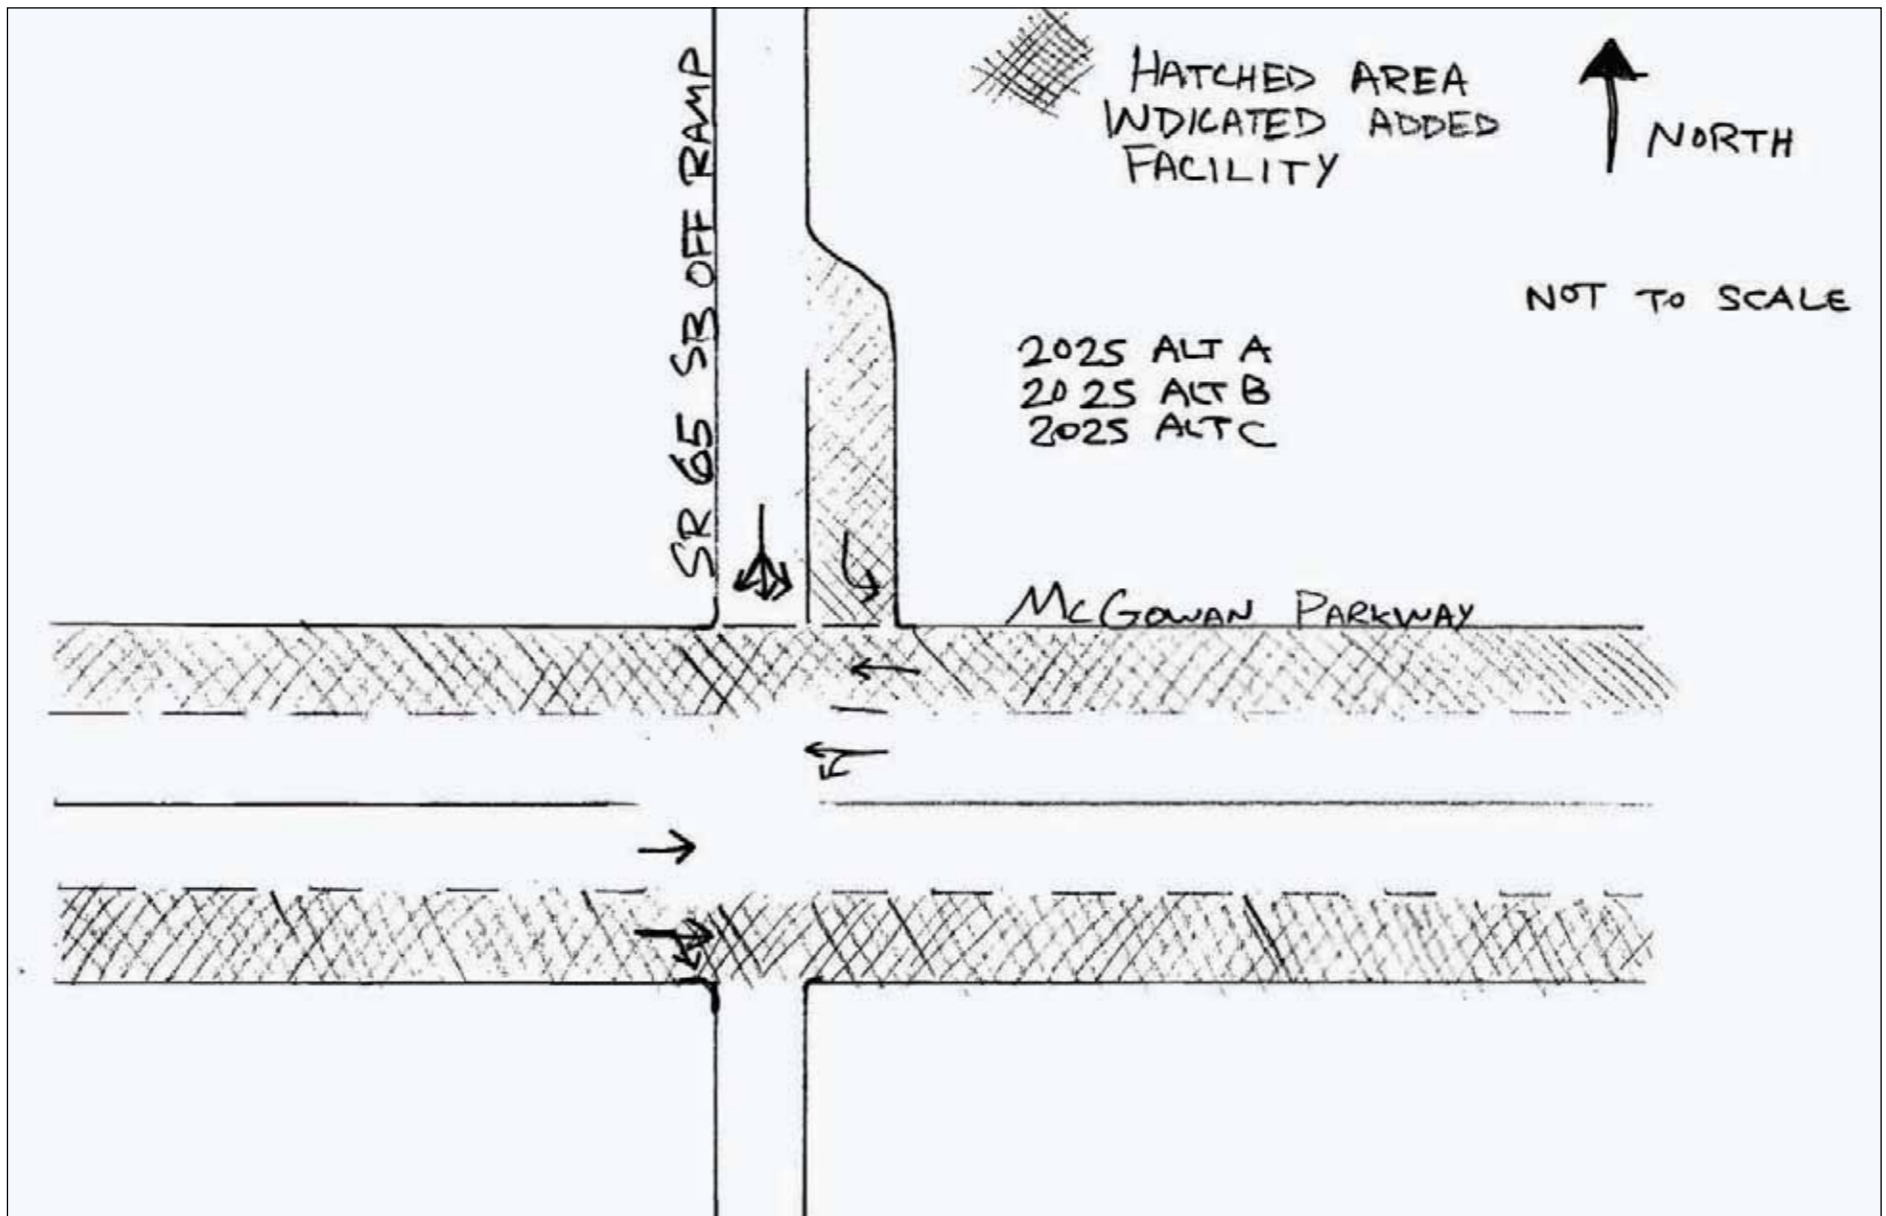 HATCHED AREA
INDICATED ADDED
FACILITY
NORTH
NOT TO SCALE
SR 65 SB OFF RAMP
2025 ALT A
2025 ALT B
2025 ALT C
MCGOWAN PARKWAY